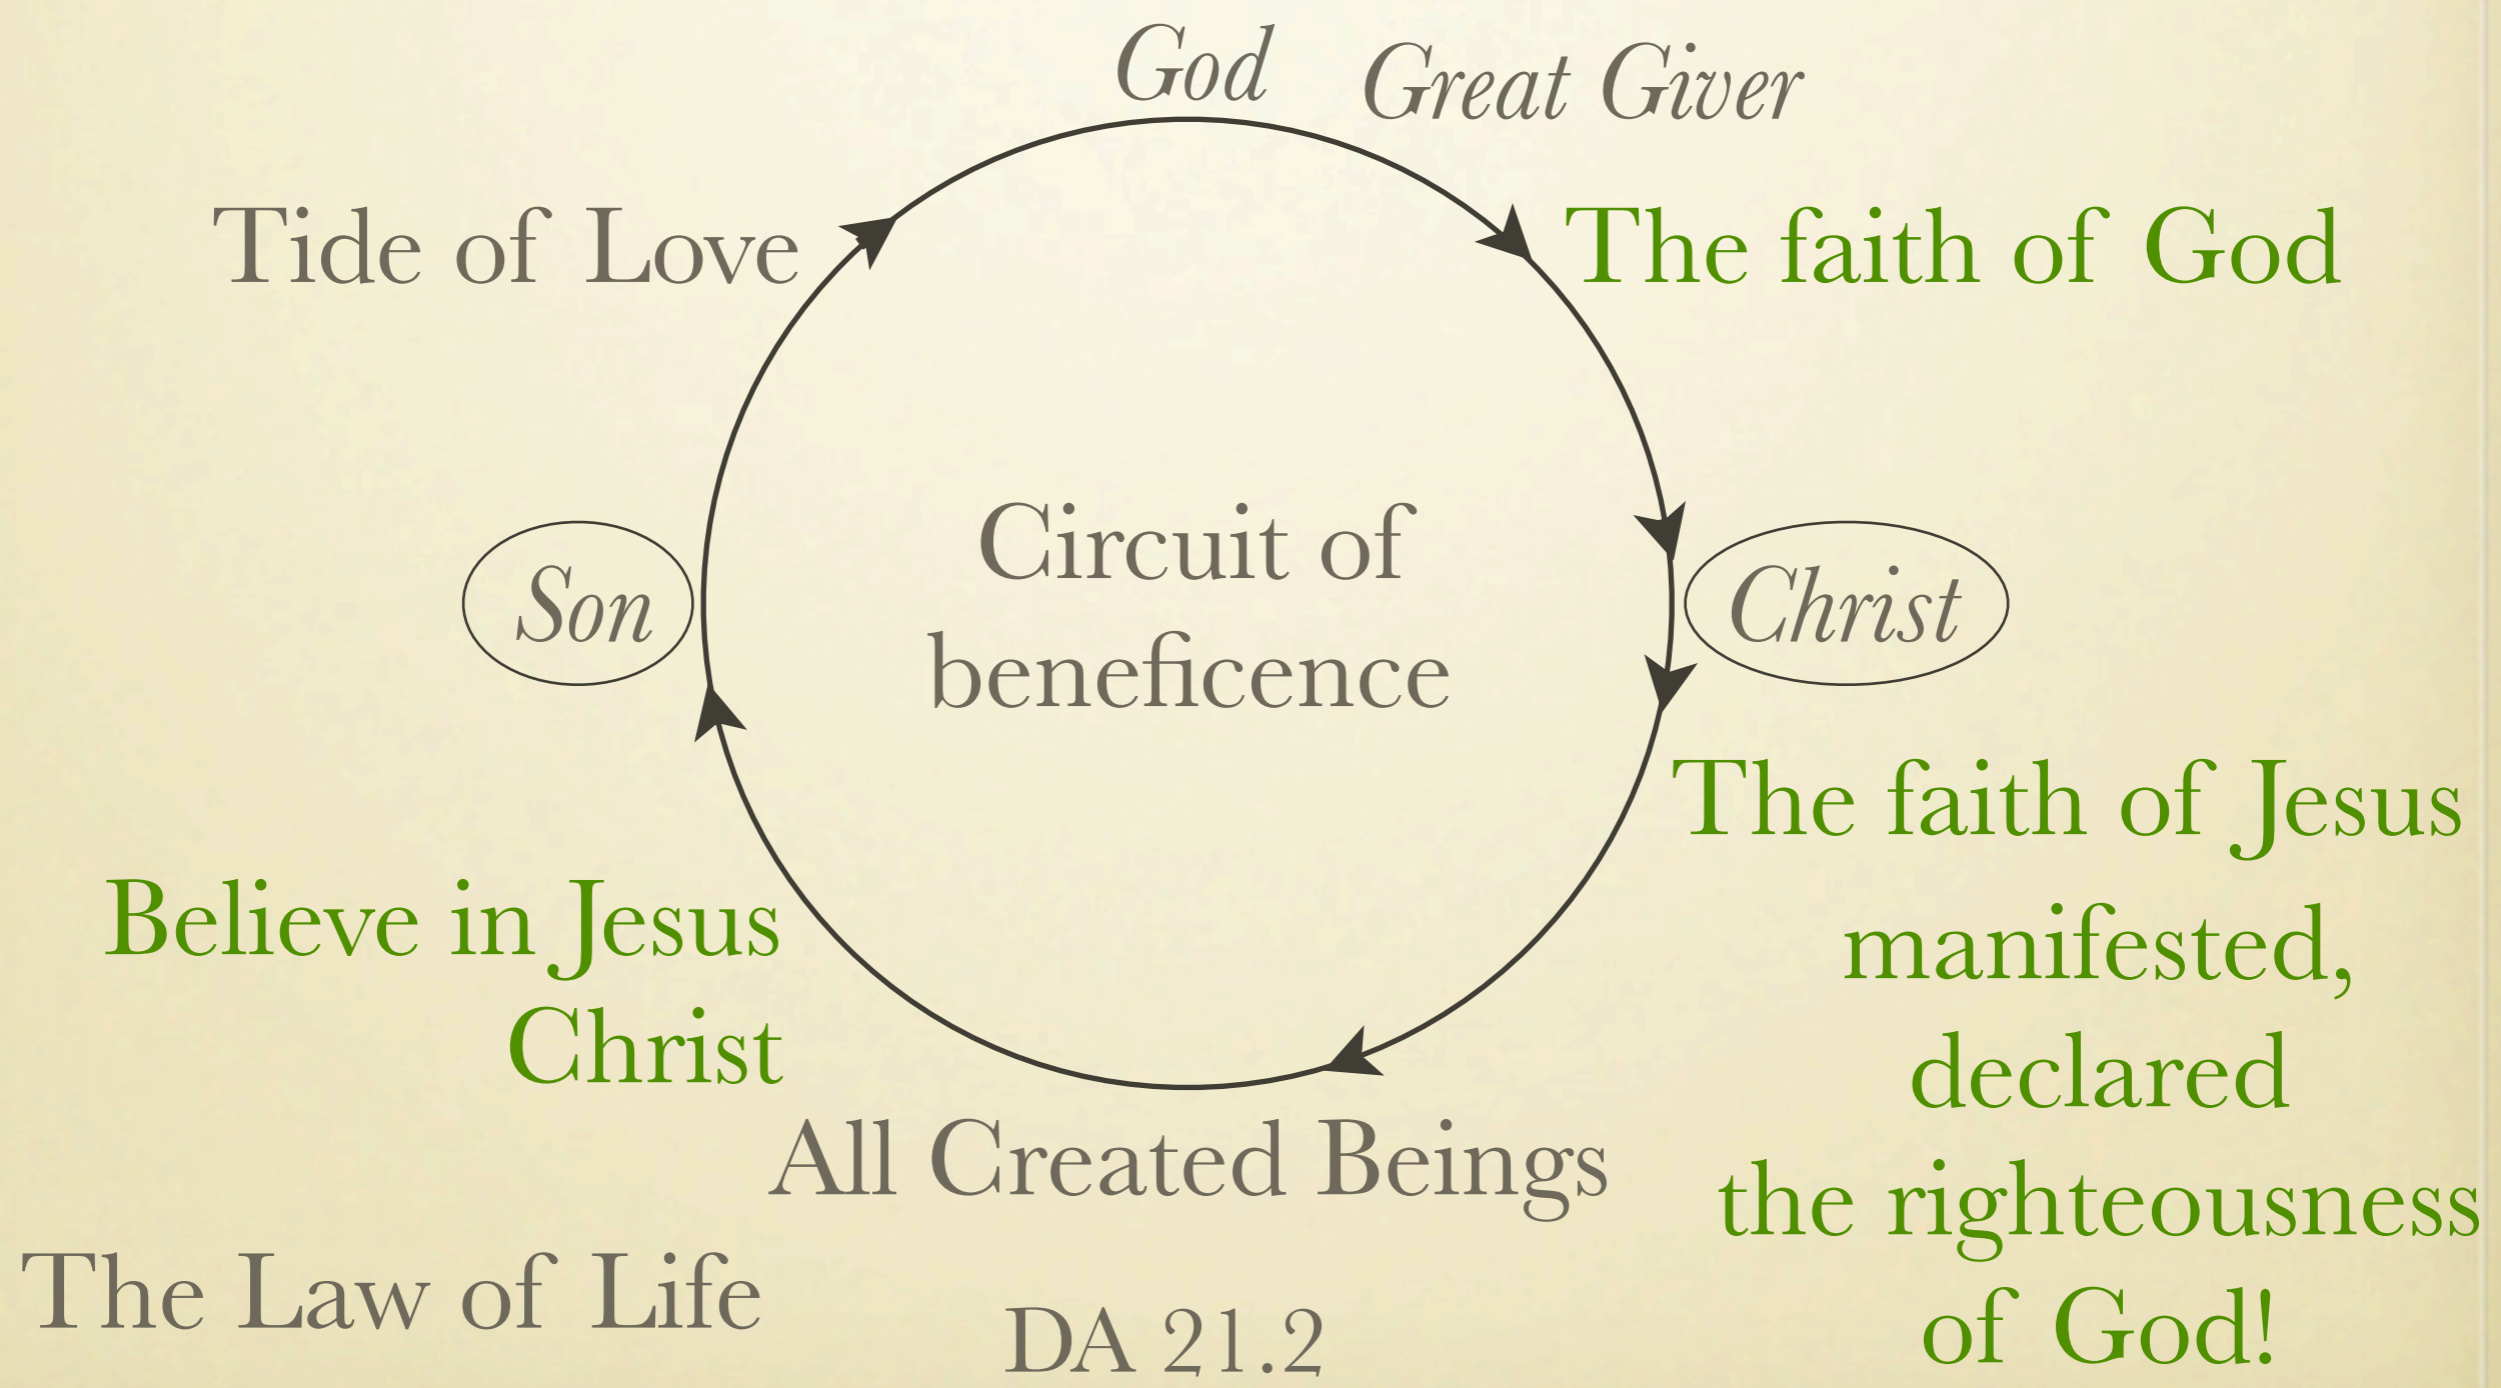 God
Great Giver
Tide of Love
The faith of God
Circuit of
beneficence
Son
Christ
The faith of Jesus
manifested,
declared
the righteousness
of God!
Believe in Jesus
Christ
All Created Beings
The Law of Life
DA 21.2